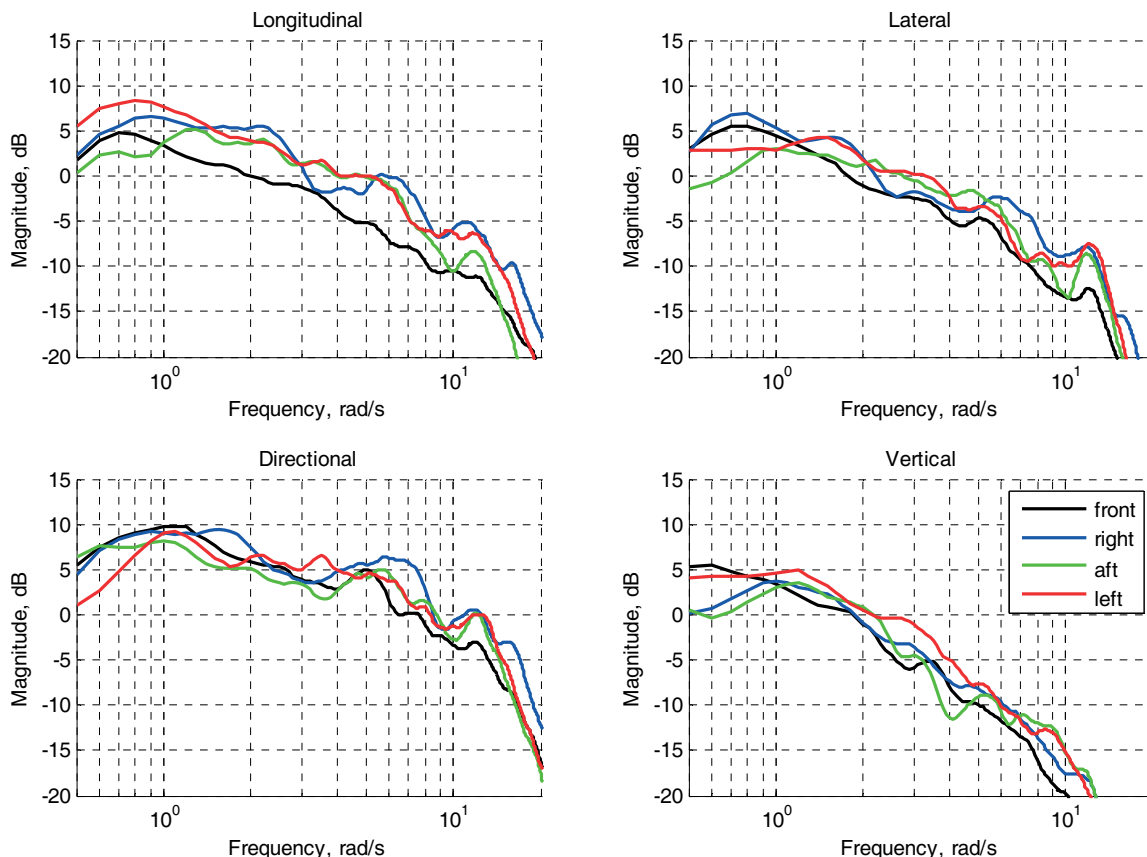 Longitudinal
15
10
5
0
-5
-10
-15
-20
Magnitude, dB
10^0
10^1
Frequency, rad/s
Lateral
15
10
5
0
-5
-10
-15
-20
Magnitude, dB
10^0
10^1
Frequency, rad/s
Directional
15
10
5
0
-5
-10
-15
-20
Magnitude, dB
10^0
10^1
Frequency, rad/s
Vertical
15
10
5
0
-5
-10
-15
-20
Magnitude, dB
front
right
aft
left
10^0
10^1
Frequency, rad/s